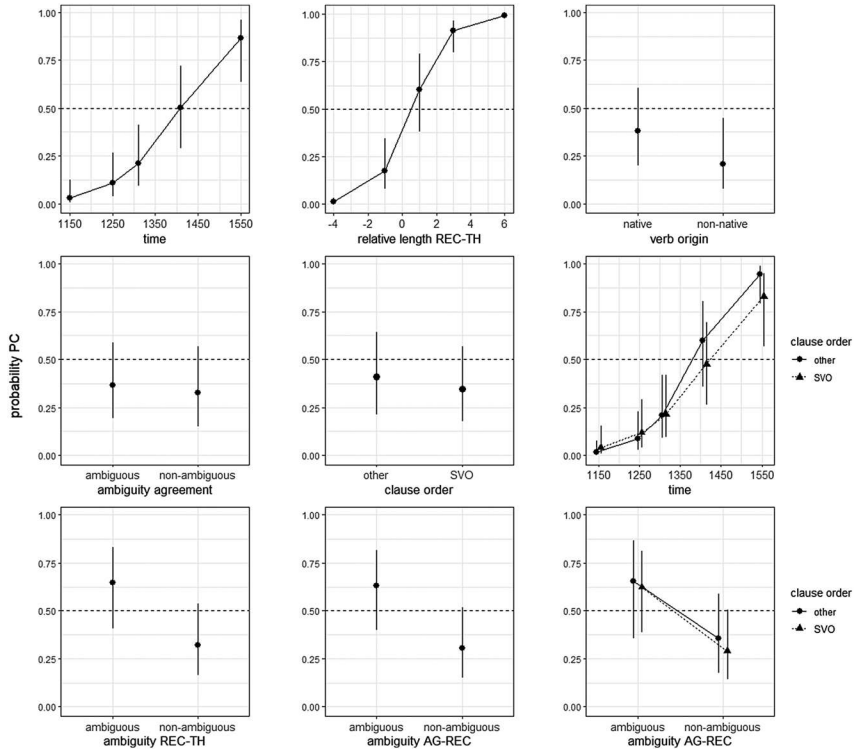 1.00
0.75
0.50
0.25
0.00
1150 1250 1350 1450 1550
time
1.00
0.75
0.50
0.25
0.00
-4 -2 0 2 4 6
relative length REC-TH
1.00
0.75
0.50
0.25
0.00
native non-native
verb origin
probability PC
1.00
0.75
0.50
0.25
0.00
ambiguous non-ambiguous
ambiguity agreement
1.00
0.75
0.50
0.25
0.00
other SVO
clause order
1.00
0.75
0.50
0.25
0.00
1150 1250 1350 1450 1550
time
clause order
other
SVO
1.00
0.75
0.50
0.25
0.00
ambiguous non-ambiguous
ambiguity REC-TH
1.00
0.75
0.50
0.25
0.00
ambiguous non-ambiguous
ambiguity AG-REC
1.00
0.75
0.50
0.25
0.00
ambiguous non-ambiguous
ambiguity AG-REC
clause order
other
SVO